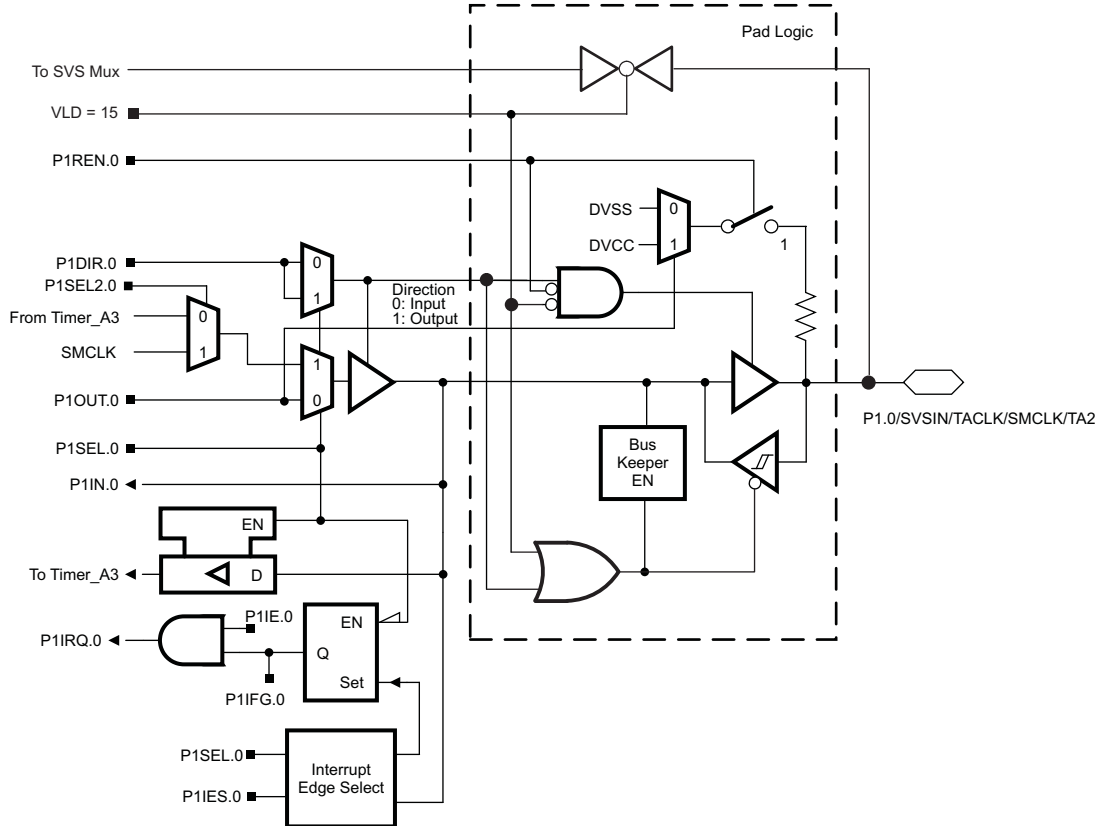 Pad Logic
To SVS Mux
VLD = 15
P1REN.0
DVSS
0
DVCC
1
1
P1DIR.0
0
1
P1SEL2.0
Direction
0: Input
1: Output
From Timer_A3
0
SMCLK
1
1
P1OUT.0
0
P1.0/SVSIN/TACLK/SMCLK/TA2
P1SEL.0
Bus
Keeper
EN
P1IN.0
EN
To Timer_A3
D
P1IE.0
EN
P1IRQ.0
Q
Set
P1IFG.0
P1SEL.0
Interrupt
Edge Select
P1IES.0